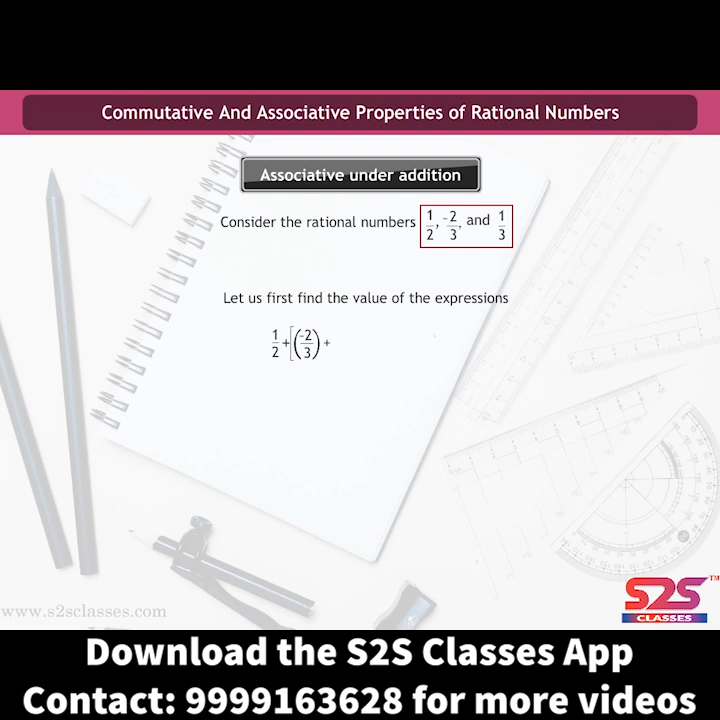 Commutative And Associative Properties of Rational Numbers
Associative under addition
Consider the rational numbers 1/2, -2/3, and 1/3
Let us first find the value of the expressions
1/2 + [(-2/3) +
S2S™
CLASSES
www.s2sclasses.com
Download the S2S Classes App
Contact: 9999163628 for more videos